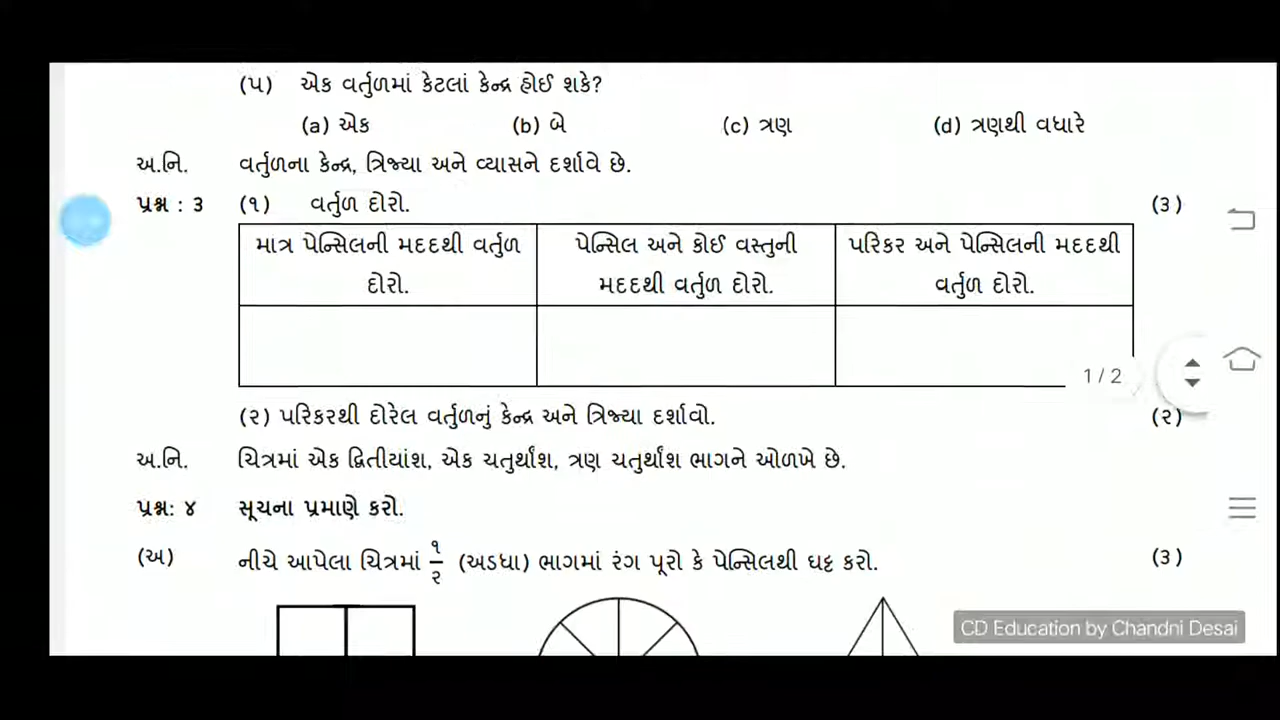 (૫) એક વર્તુળમાં કેટલાં કેન્દ્ર હોઈ શકે?
(a) એક (b) બે (c) ત્રણ (d) ત્રણથી વધારે
અ.નિ. વર્તુળના કેન્દ્ર, ત્રિજ્યા અને વ્યાસને દર્શાવે છે.
પ્રશ્ન : ૩ (૧) વર્તુળ દોરો. (૩)
માત્ર પેન્સિલની મદદથી વર્તુળ
દોરો.
પેન્સિલ અને કોઈ વસ્તુની
મદદથી વર્તુળ દોરો.
પરિકર અને પેન્સિલની મદદથી
વર્તુળ દોરો.
1 / 2
(૨) પરિકરથી દોરેલ વર્તુળનું કેન્દ્ર અને ત્રિજ્યા દર્શાવો. (૨)
અ.નિ. ચિત્રમાં એક દ્વિતીયાંશ, એક ચતુર્થાંશ, ત્રણ ચતુર્થાંશ ભાગને ઓળખે છે.
પ્રશ્ન: ૪ સૂચના પ્રમાણે કરો.
(અ) નીચે આપેલા ચિત્રમાં ૧/૨ (અડધા) ભાગમાં રંગ પૂરો કે પેન્સિલથી ઘટ્ટ કરો. (૩)
CD Education by Chandni Desai